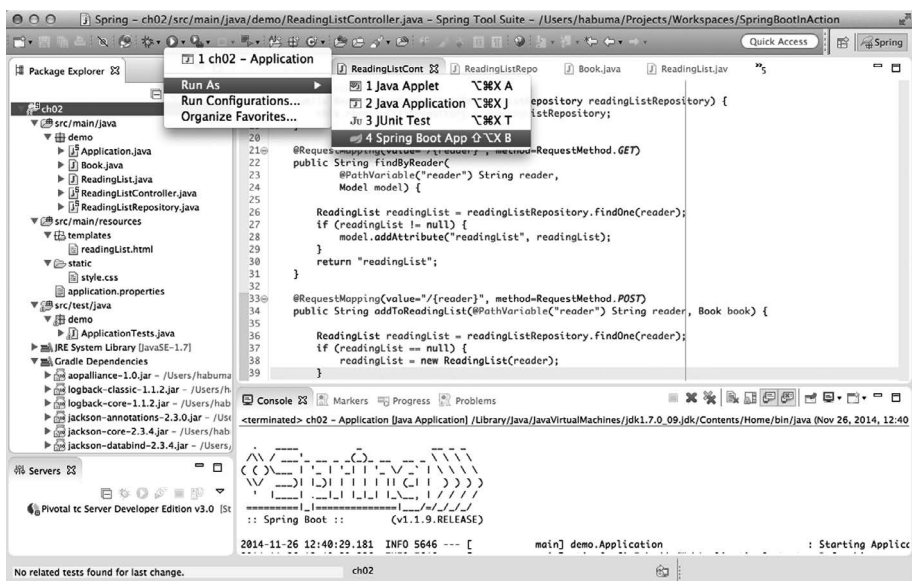 Spring - ch02/src/main/java/demo/ReadingListController.java - Spring Tool Suite - /Users/habuma/Projects/Workspaces/SpringBootInAction
Quick Access
Spring
Package Explorer
ch02
src/main/java
demo
Application.java
Book.java
ReadingList.java
ReadingListController.java
ReadingListRepository.java
src/main/resources
templates
readingList.html
static
style.css
application.properties
src/test/java
demo
ApplicationTests.java
JRE System Library [JavaSE-1.7]
Gradle Dependencies
aopalliance-1.0.jar - /Users/habuma
logback-classic-1.1.2.jar - /Users/h
logback-core-1.1.2.jar - /Users/hab
jackson-annotations-2.3.0.jar - /Use
jackson-core-2.3.4.jar - /Users/hab
jackson-databind-2.3.4.jar - /Users/
1 ch02 - Application
Run As
Run Configurations...
Organize Favorites...
1 Java Applet ⌥⌘X A
2 Java Application ⌥⌘X J
3 JUnit Test ⌥⌘X T
4 Spring Boot App ⇧⌥X B
ReadingListCont
ReadingListRepo
Book.java
ReadingList.jav
»5
epository readingListRepository) {
istRepository;
20
21 @RequestMapping(value="/{reader}", method=RequestMethod.GET)
22 public String findByReader(
23 @PathVariable("reader") String reader,
24 Model model) {
25
26 ReadingList readingList = readingListRepository.findOne(reader);
27 if (readingList != null) {
28 model.addAttribute("readingList", readingList);
29 }
30 return "readingList";
31 }
32
33 @RequestMapping(value="/{reader}", method=RequestMethod.POST)
34 public String addToReadingList(@PathVariable("reader") String reader, Book book) {
35
36 ReadingList readingList = readingListRepository.findOne(reader);
37 if (readingList == null) {
38 readingList = new ReadingList(reader);
39 }
Console
Markers
Progress
Problems
<terminated> ch02 - Application [Java Application] /Library/Java/JavaVirtualMachines/jdk1.7.0_09.jdk/Contents/Home/bin/java (Nov 26, 2014, 12:40
:: Spring Boot :: (v1.1.9.RELEASE)
2014-11-26 12:40:29.181 INFO 5646 --- [ main] demo.Application : Starting Applicc
Servers
Pivotal tc Server Developer Edition v3.0 [St
No related tests found for last change.
ch02